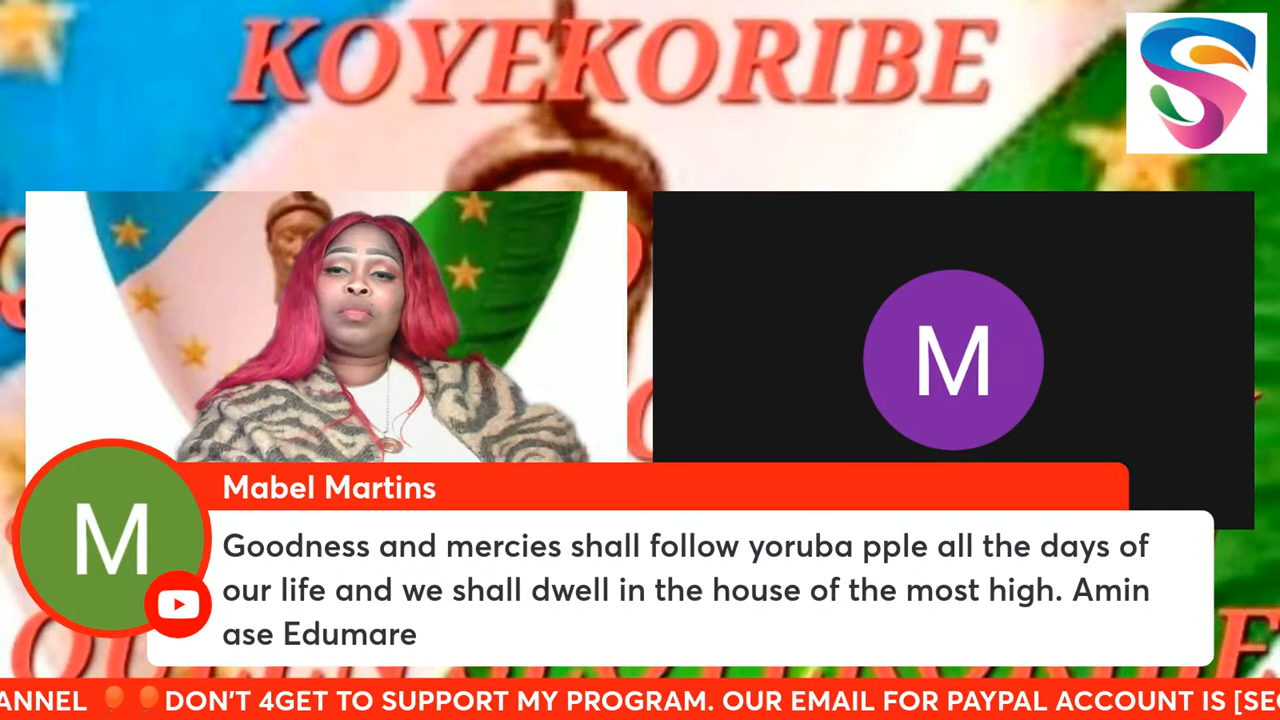 KOYEKORIBE
M
M
Mabel Martins
Goodness and mercies shall follow yoruba pple all the days of
our life and we shall dwell in the house of the most high. Amin
ase Edumare
ANNEL 🎈🎈DON'T 4GET TO SUPPORT MY PROGRAM. OUR EMAIL FOR PAYPAL ACCOUNT IS [SE